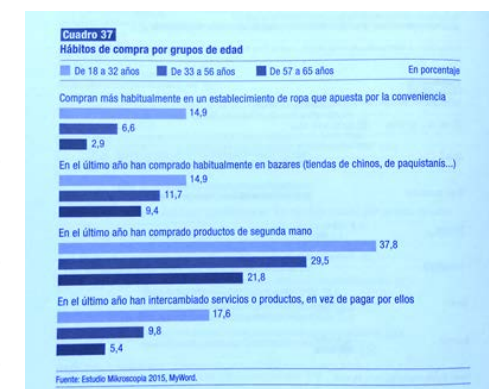 Cuadro 37
Hábitos de compra por grupos de edad
De 18 a 32 años De 33 a 56 años De 57 a 65 años En porcentaje
Compran más habitualmente en un establecimiento de ropa que apuesta por la conveniencia
14,9
6,6
2,9
En el último año han comprado habitualmente en bazares (tiendas de chinos, de paquistanís...)
14,9
11,7
9,4
En el último año han comprado productos de segunda mano
37,8
29,5
21,8
En el último año han intercambiado servicios o productos, en vez de pagar por ellos
17,6
9,8
5,4
Fuente: Estudio Mikroscopia 2015, MyWord.